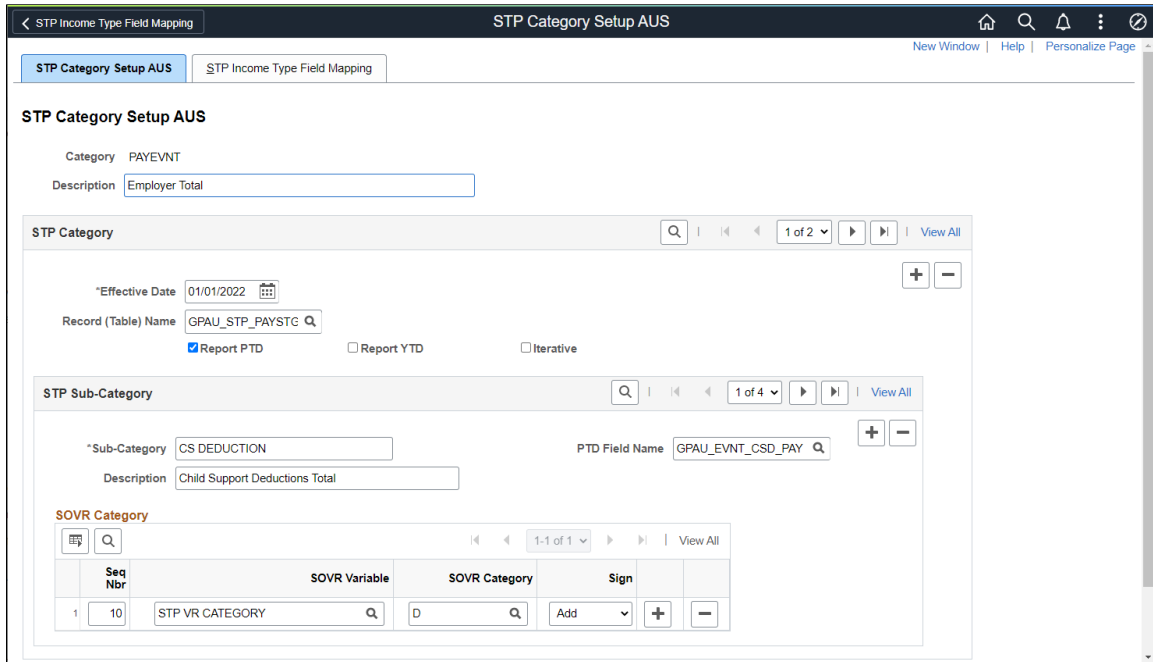 STP Income Type Field Mapping
STP Category Setup AUS
New Window | Help | Personalize Page
STP Category Setup AUS
STP Income Type Field Mapping
STP Category Setup AUS
Category PAYEVNT
Description Employer Total
STP Category
1 of 2
View All
*Effective Date 01/01/2022
Record (Table) Name GPAU_STP_PAYSTG
Report PTD
Report YTD
Iterative
STP Sub-Category
1 of 4
View All
*Sub-Category CS DEDUCTION
PTD Field Name GPAU_EVNT_CSD_PAY
Description Child Support Deductions Total
SOVR Category
1-1 of 1
View All
Seq Nbr
SOVR Variable
SOVR Category
Sign
1 10 STP VR CATEGORY D Add